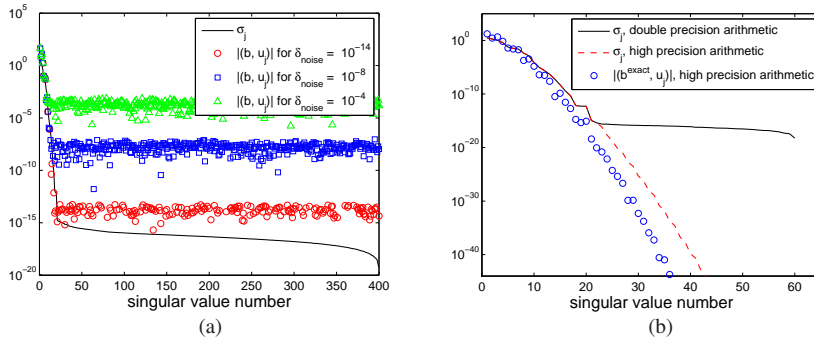 σ_j
|(b, u_j)| for δ_noise = 10^-14
|(b, u_j)| for δ_noise = 10^-8
|(b, u_j)| for δ_noise = 10^-4
10^0
10^-5
10^-10
10^-15
10^-20
0 50 100 150 200 250 300 350 400
singular value number
(a)
σ_j, double precision arithmetic
σ_j, high precision arithmetic
|(b^exact, u_j)|, high precision arithmetic
10^0
10^-10
10^-20
10^-30
10^-40
0 10 20 30 40 50 60
singular value number
(b)